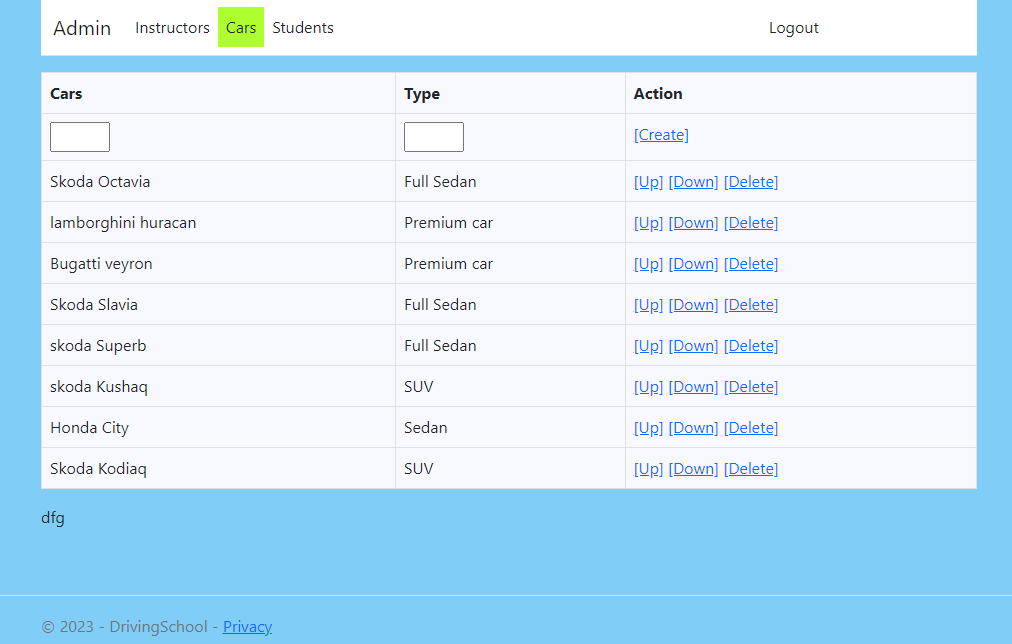 Admin Instructors Cars Students Logout
Cars Type Action
[Create]
Skoda Octavia Full Sedan [Up] [Down] [Delete]
lamborghini huracan Premium car [Up] [Down] [Delete]
Bugatti veyron Premium car [Up] [Down] [Delete]
Skoda Slavia Full Sedan [Up] [Down] [Delete]
skoda Superb Full Sedan [Up] [Down] [Delete]
skoda Kushaq SUV [Up] [Down] [Delete]
Honda City Sedan [Up] [Down] [Delete]
Skoda Kodiaq SUV [Up] [Down] [Delete]
dfg
© 2023 - DrivingSchool - Privacy